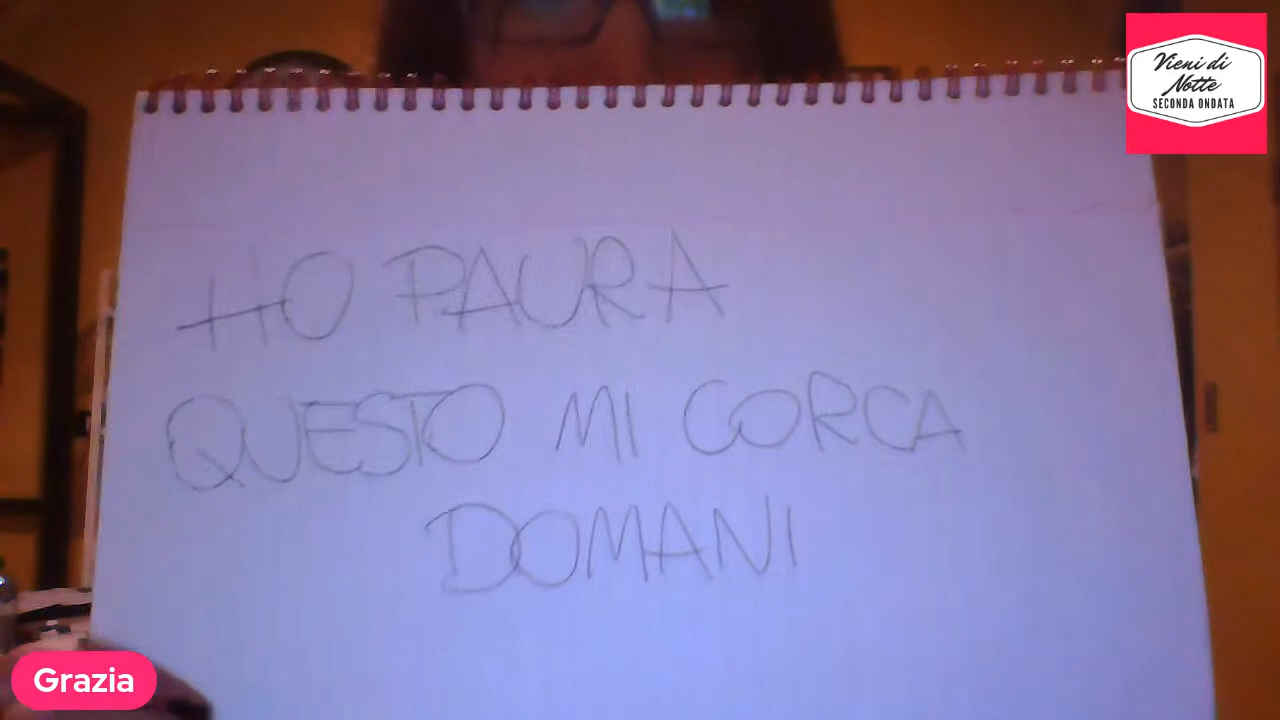 Vieni di
Notte
SECONDA ONDATA
HO PAURA
QUESTO MI CORCA
DOMANI
Grazia